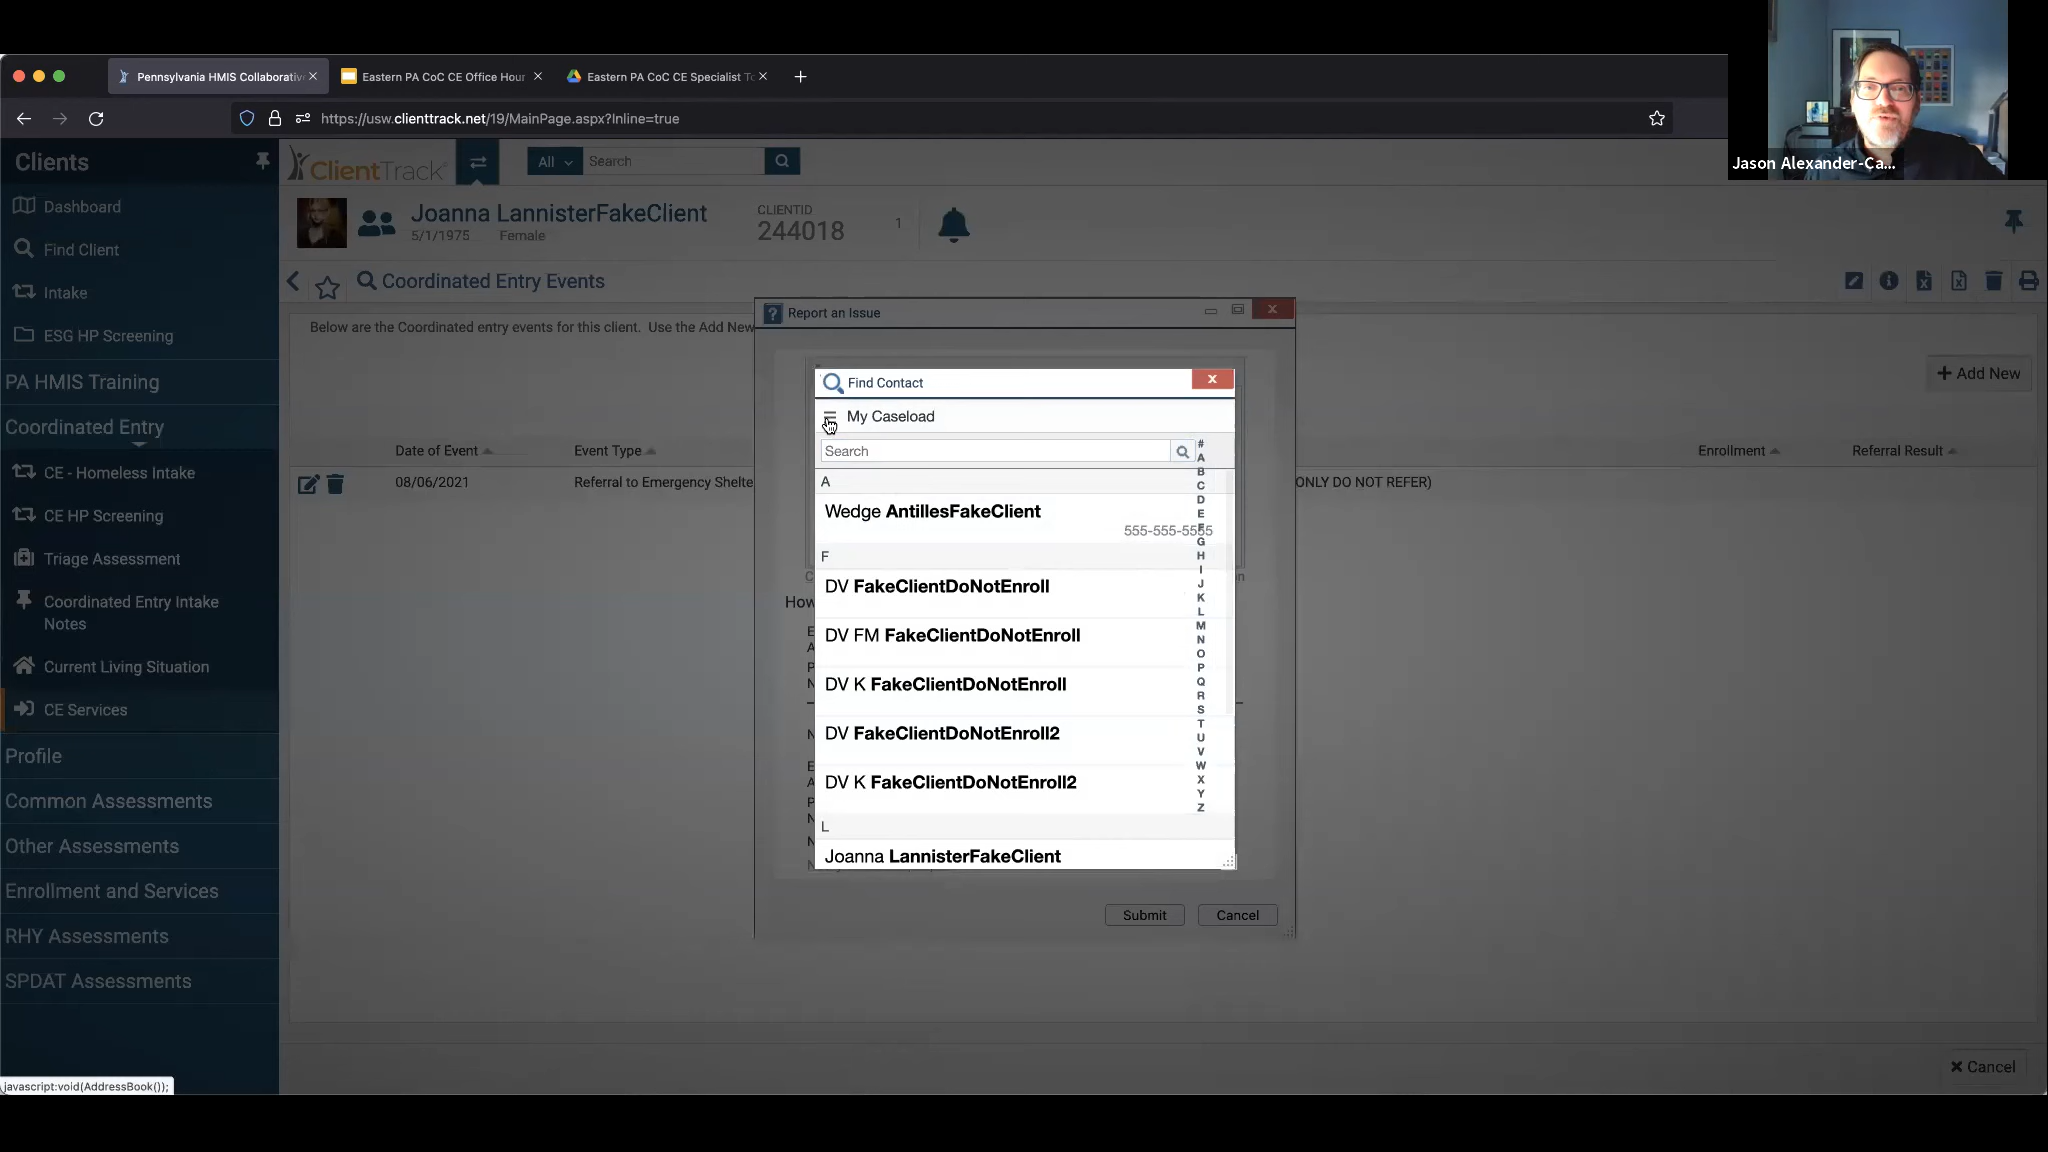 Pennsylvania HMIS Collaborativ
Eastern PA CoC CE Office Hour
Eastern PA CoC CE Specialist To
https://usw.clienttrack.net/19/MainPage.aspx?Inline=true
Jason Alexander-Ca...
Clients
Dashboard
Find Client
Intake
ESG HP Screening
PA HMIS Training
Coordinated Entry
CE - Homeless Intake
CE HP Screening
Triage Assessment
Coordinated Entry Intake
Notes
Current Living Situation
CE Services
Profile
Common Assessments
Other Assessments
Enrollment and Services
RHY Assessments
SPDAT Assessments
javascript:void(AddressBook());
ClientTrack
All
Search
Joanna LannisterFakeClient
5/1/1975 Female
CLIENTID
244018
1
Coordinated Entry Events
Below are the Coordinated entry events for this client. Use the Add New
+ Add New
Date of Event Event Type Enrollment Referral Result
08/06/2021 Referral to Emergency Shelte ONLY DO NOT REFER)
Report an Issue
How
Find Contact
My Caseload
Search
A
Wedge AntillesFakeClient
555-555-5555
F
DV FakeClientDoNotEnroll
DV FM FakeClientDoNotEnroll
DV K FakeClientDoNotEnroll
DV FakeClientDoNotEnroll2
DV K FakeClientDoNotEnroll2
L
Joanna LannisterFakeClient
#
A
B
C
D
E
F
G
H
I
J
K
L
M
N
O
P
Q
R
S
T
U
V
W
X
Y
Z
Submit Cancel
Cancel